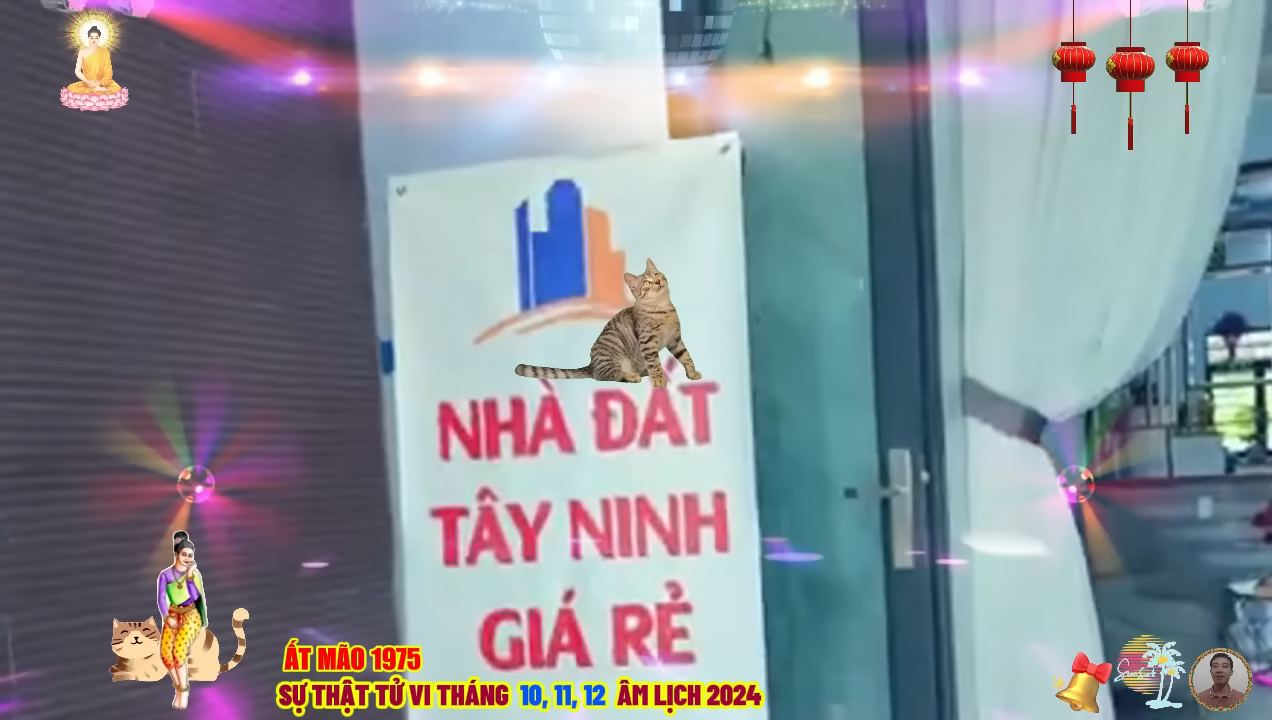 NHÀ ĐẤT
TÂY NINH
GIÁ RẺ
ẤT MÃO 1975
SỰ THẬT TỬ VI THÁNG 10, 11, 12 ÂM LỊCH 2024
Sunset